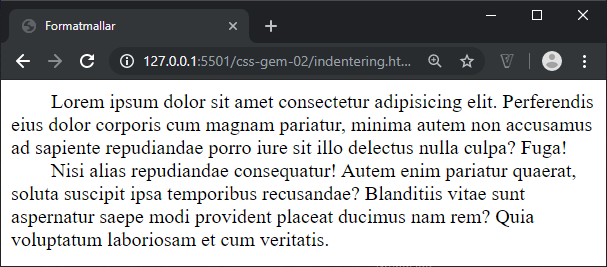 Formatmallar
127.0.0.1:5501/css-gem-02/indentering.ht...
Lorem ipsum dolor sit amet consectetur adipisicing elit. Perferendis
eius dolor corporis cum magnam pariatur, minima autem non accusamus
ad sapiente repudiandae porro iure sit illo delectus nulla culpa? Fuga!
Nisi alias repudiandae consequatur! Autem enim pariatur quaerat,
soluta suscipit ipsa temporibus recusandae? Blanditiis vitae sunt
aspernatur saepe modi provident placeat ducimus nam rem? Quia
voluptatum laboriosam et cum veritatis.